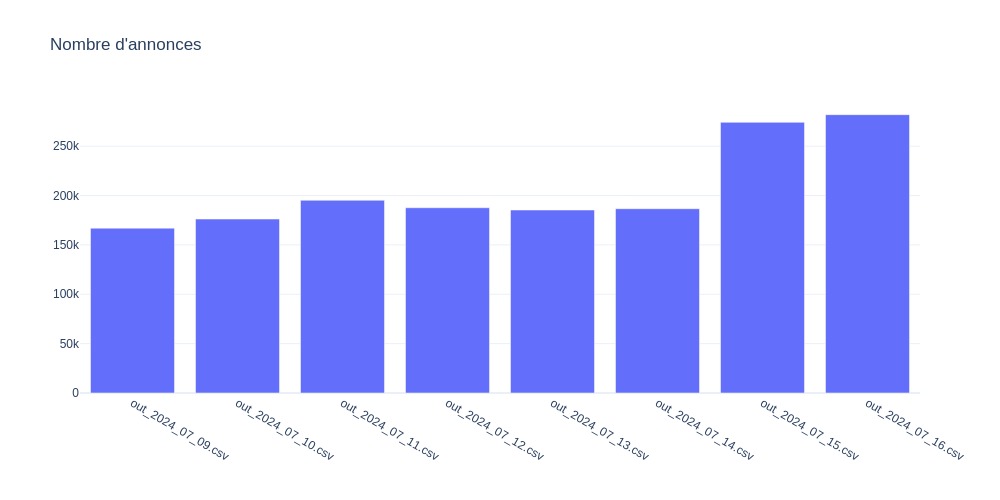 Nombre d'annonces
250k
200k
150k
100k
50k
0
out_2024_07_09.csv
out_2024_07_10.csv
out_2024_07_11.csv
out_2024_07_12.csv
out_2024_07_13.csv
out_2024_07_14.csv
out_2024_07_15.csv
out_2024_07_16.csv